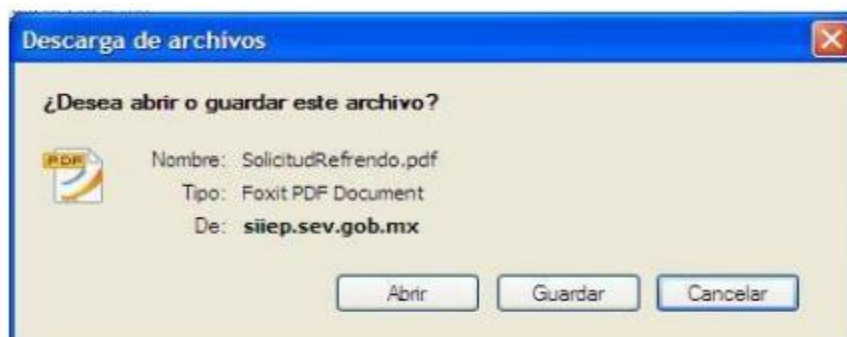 Descarga de archivos
¿Desea abrir o guardar este archivo?
PDF
Nombre: SolicitudRefrendo.pdf
Tipo: Foxit PDF Document
De: siiep.sev.gob.mx
Abrir Guardar Cancelar